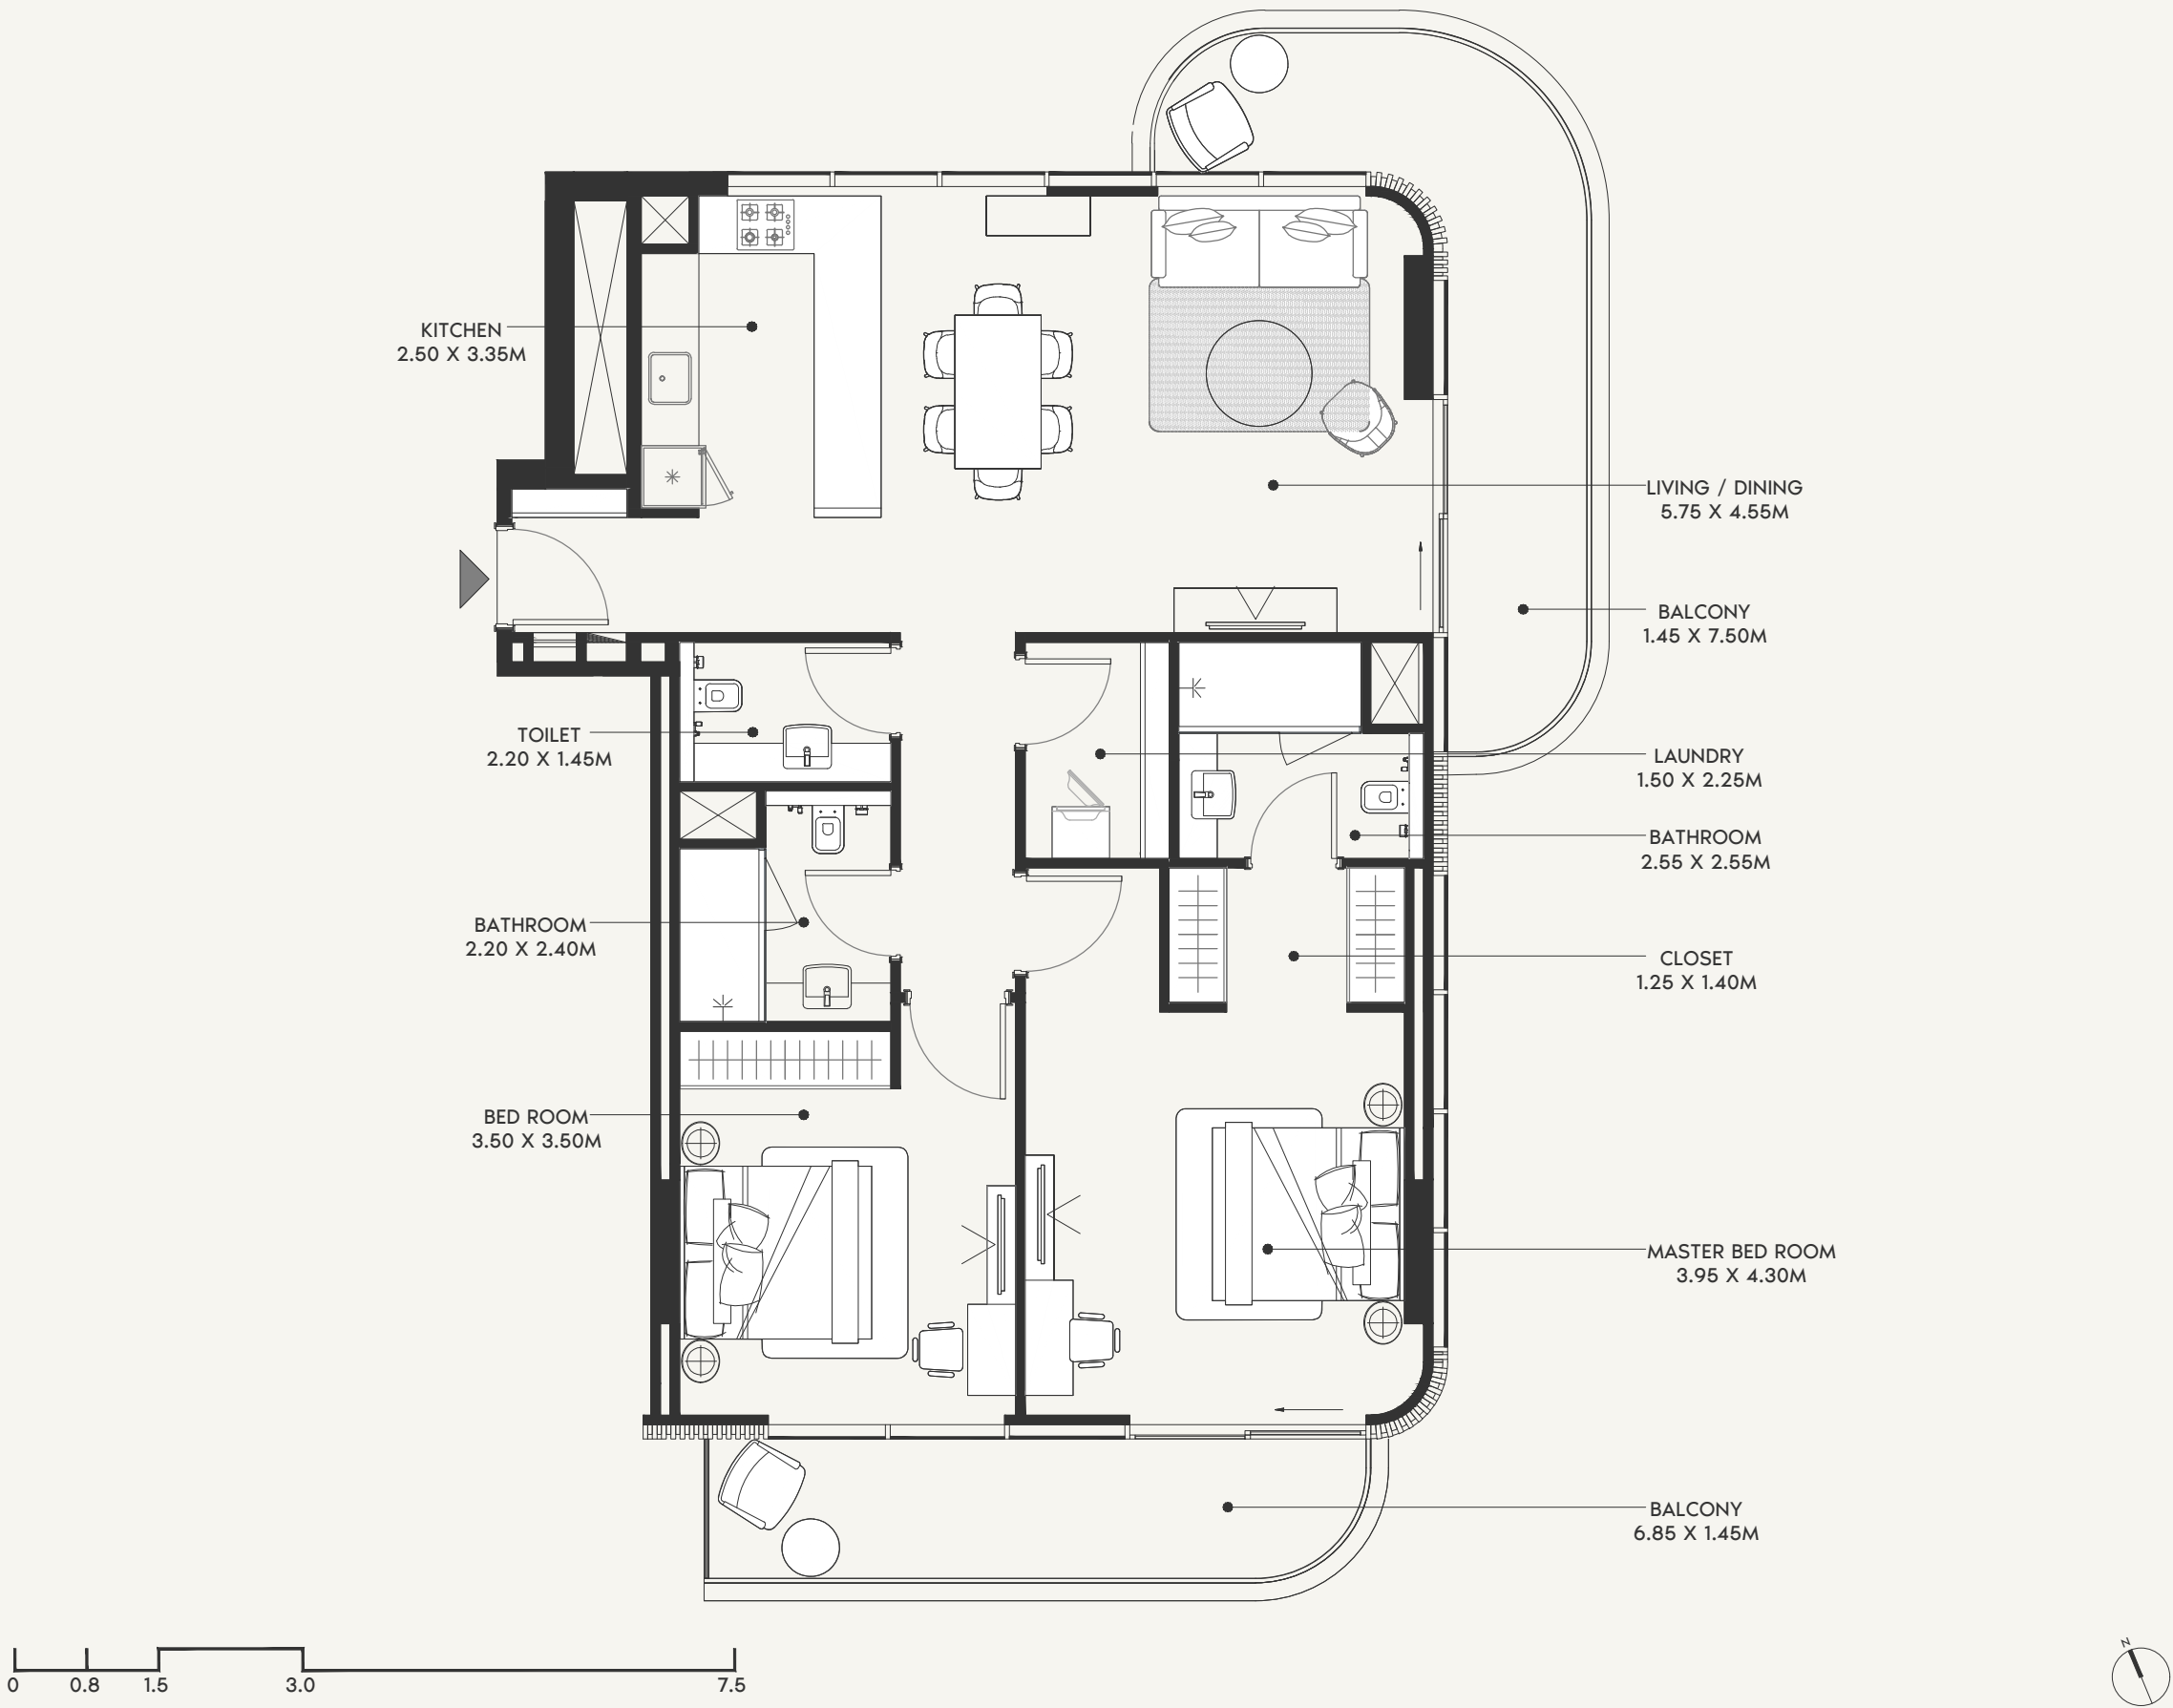 KITCHEN
2.50 X 3.35M
LIVING / DINING
5.75 X 4.55M
BALCONY
1.45 X 7.50M
TOILET
2.20 X 1.45M
LAUNDRY
1.50 X 2.25M
BATHROOM
2.55 X 2.55M
BATHROOM
2.20 X 2.40M
CLOSET
1.25 X 1.40M
BED ROOM
3.50 X 3.50M
MASTER BED ROOM
3.95 X 4.30M
BALCONY
6.85 X 1.45M
N
0 0.8 1.5 3.0 7.5